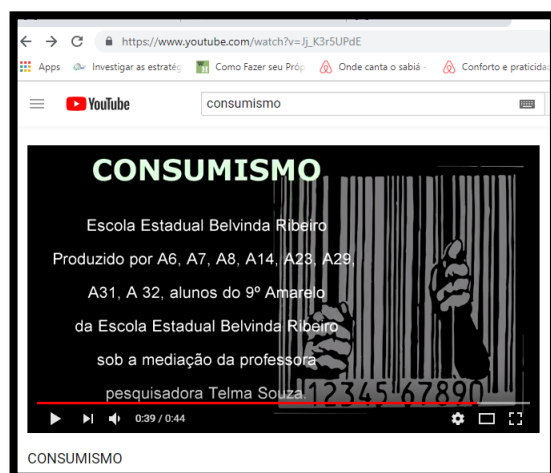 https://www.youtube.com/watch?v=Jj_K3r5UPdE
Apps Investigar as estratég Como Fazer seu Próp Onde canta o sabiá - Conforto e praticidad
YouTube consumismo
CONSUMISMO
Escola Estadual Belvinda Ribeiro
Produzido por A6, A7, A8, A14, A23, A29,
A31, A 32, alunos do 9º Amarelo
da Escola Estadual Belvinda Ribeiro
sob a mediação da professora
pesquisadora Telma Souza.
12345 67890
0:39 / 0:44
CONSUMISMO